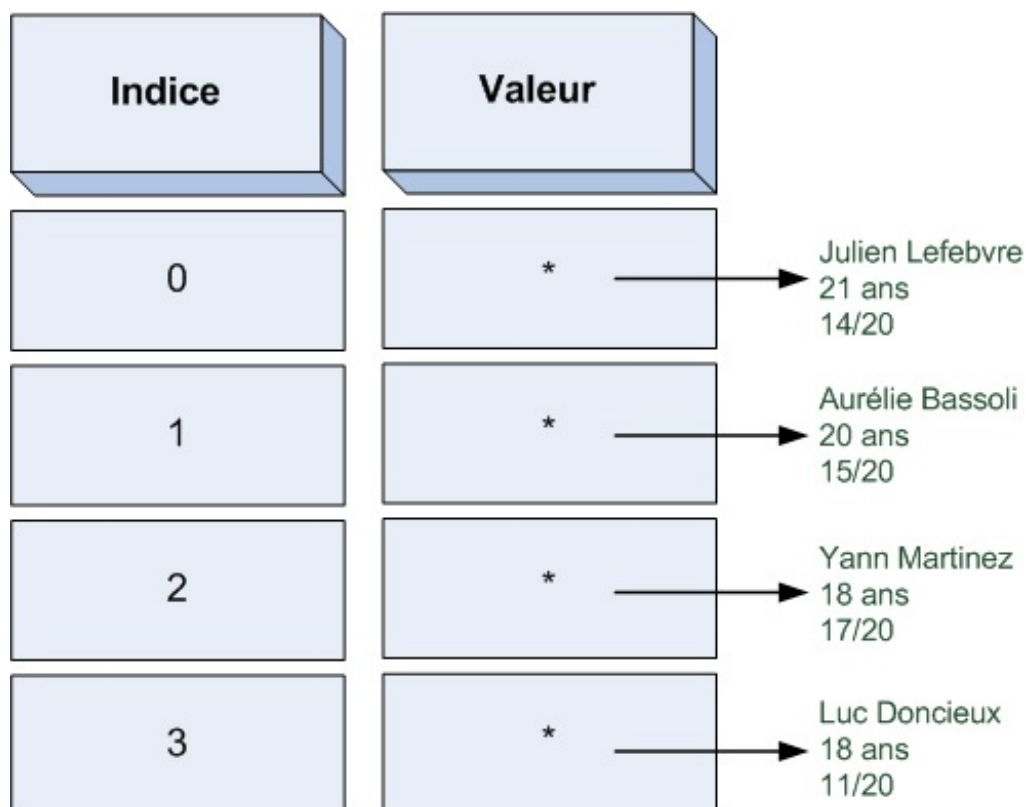 Indice
Valeur
0
*
Julien Lefebvre
21 ans
14/20
1
*
Aurélie Bassoli
20 ans
15/20
2
*
Yann Martinez
18 ans
17/20
3
*
Luc Doncieux
18 ans
11/20